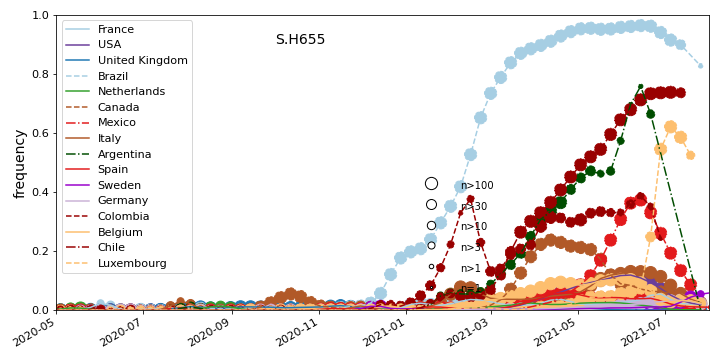 S.H655
France
USA
United Kingdom
Brazil
Netherlands
Canada
Mexico
Italy
Argentina
Spain
Sweden
Germany
Colombia
Belgium
Chile
Luxembourg
n>100
n>30
n>10
n>3
n>1
n=1
frequency
1.0
0.8
0.6
0.4
0.2
0.0
2020-05
2020-07
2020-09
2020-11
2021-01
2021-03
2021-05
2021-07